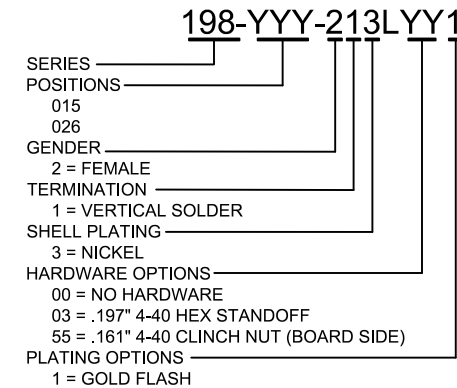 198-YYY-213LYY1
SERIES
POSITIONS
015
026
GENDER
2 = FEMALE
TERMINATION
1 = VERTICAL SOLDER
SHELL PLATING
3 = NICKEL
HARDWARE OPTIONS
00 = NO HARDWARE
03 = .197" 4-40 HEX STANDOFF
55 = .161" 4-40 CLINCH NUT (BOARD SIDE)
PLATING OPTIONS
1 = GOLD FLASH